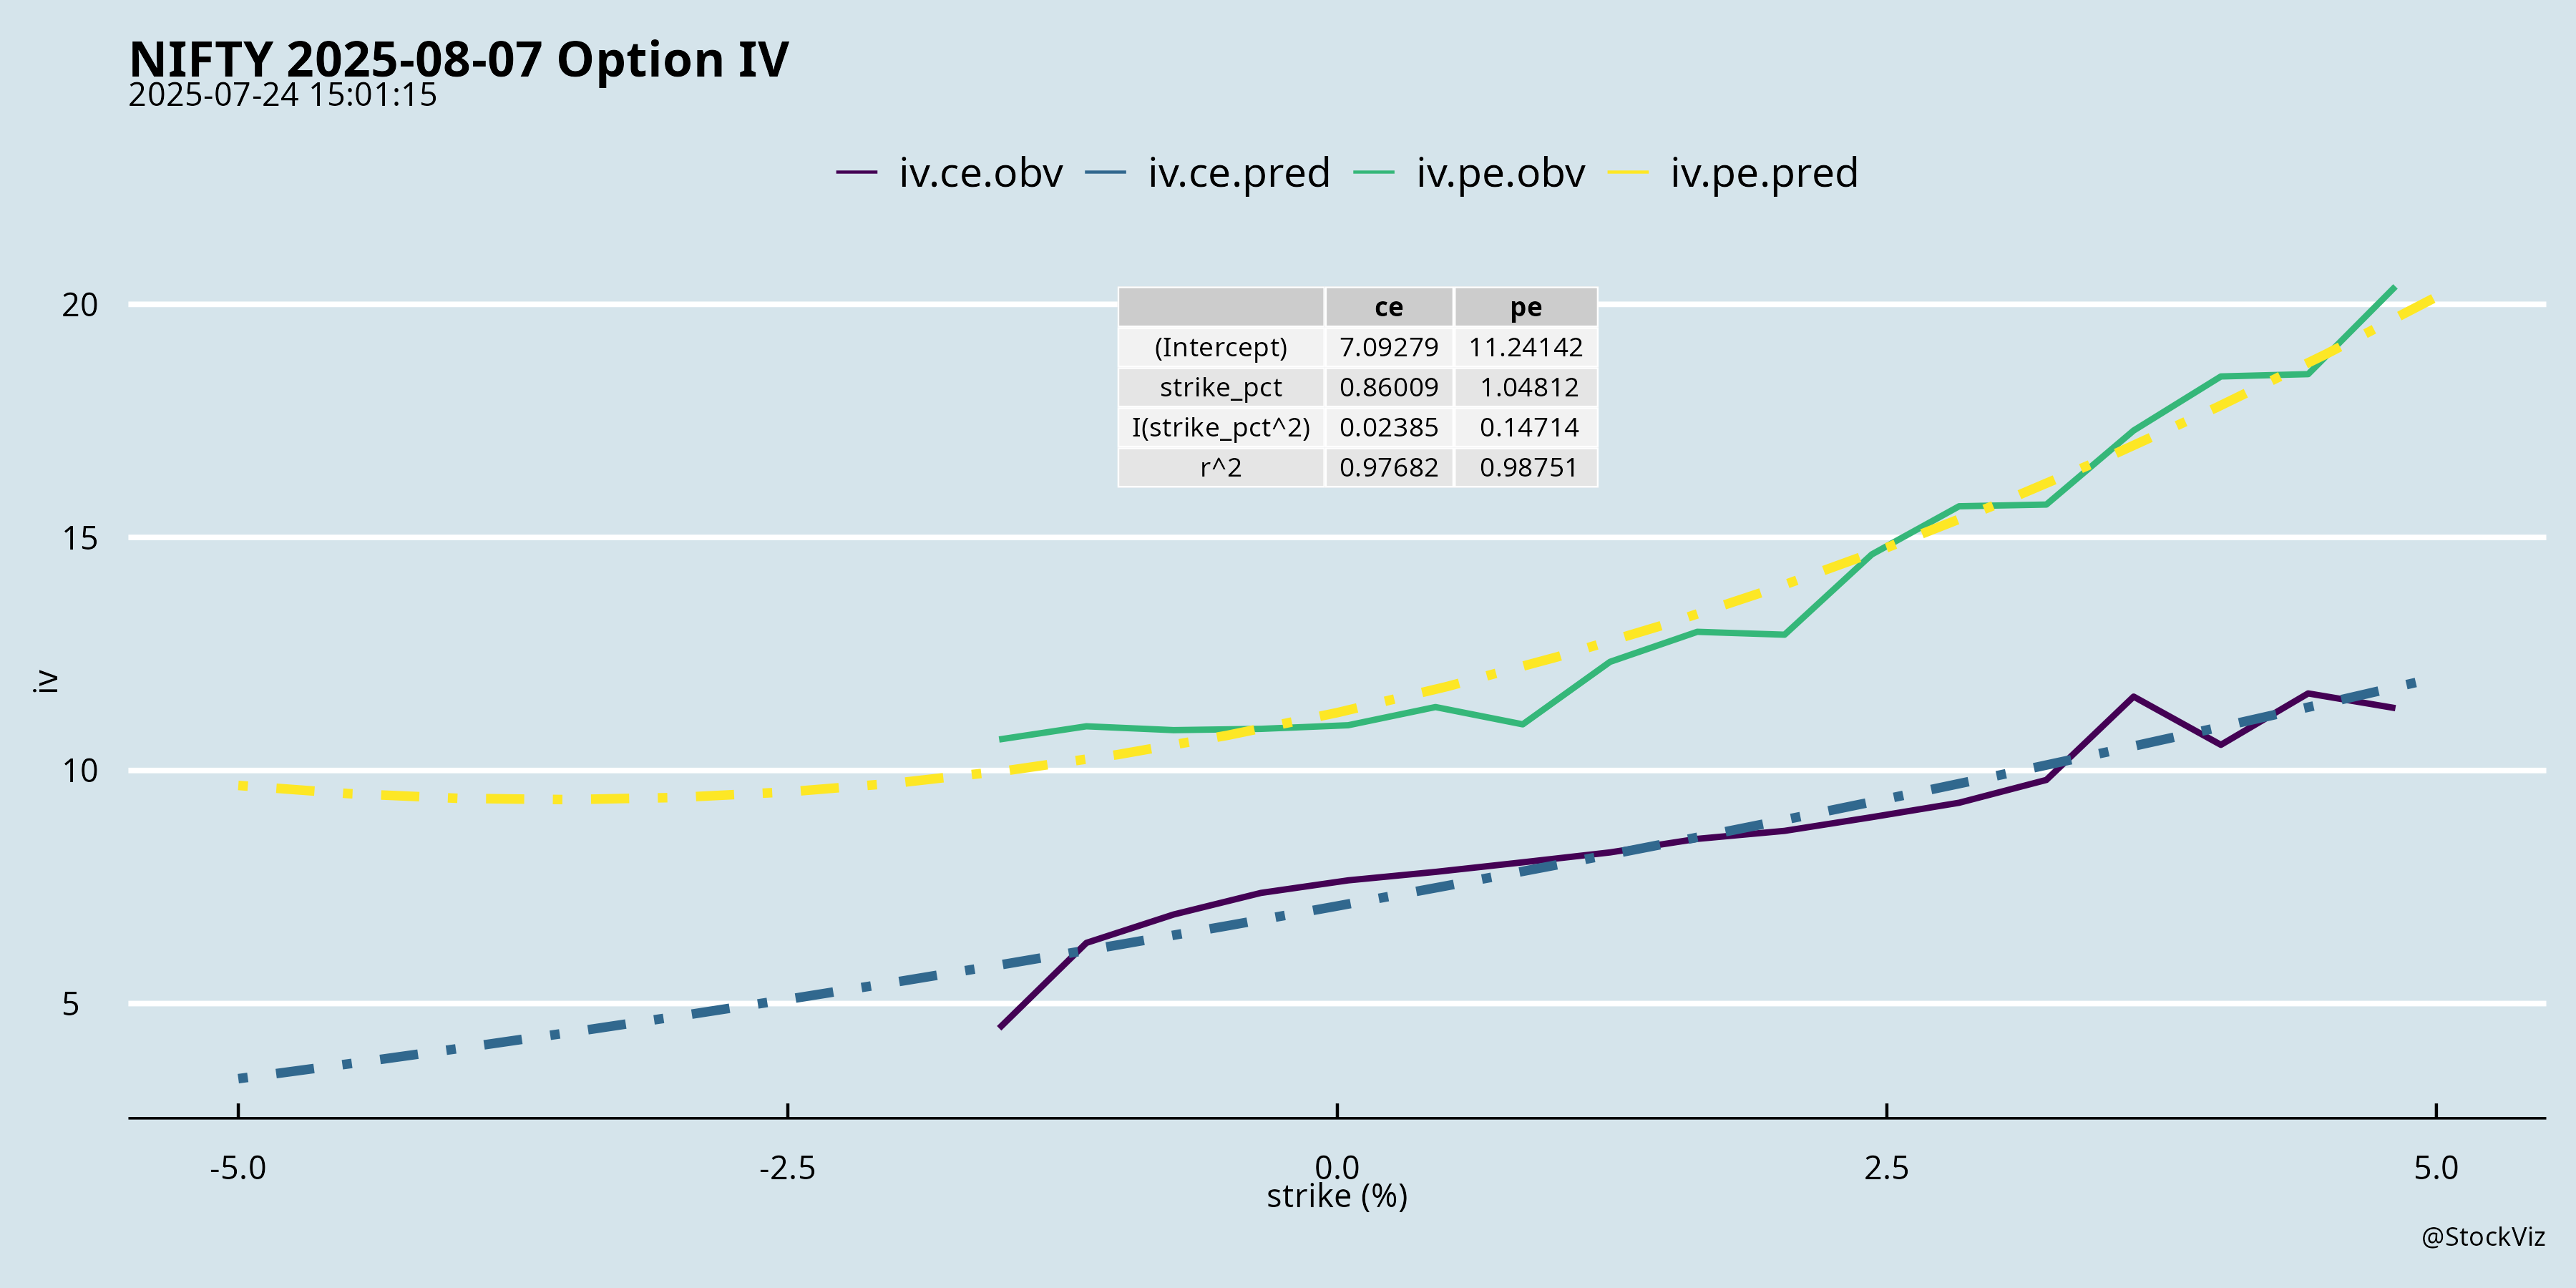 NIFTY 2025-08-07 Option IV
2025-07-24 15:01:15
iv.ce.obv iv.ce.pred iv.pe.obv iv.pe.pred
ce pe
(Intercept) 7.09279 11.24142
strike_pct 0.86009 1.04812
I(strike_pct^2) 0.02385 0.14714
r^2 0.97682 0.98751
20
15
10
5
iv
-5.0 -2.5 0.0 2.5 5.0
strike (%)
@StockViz